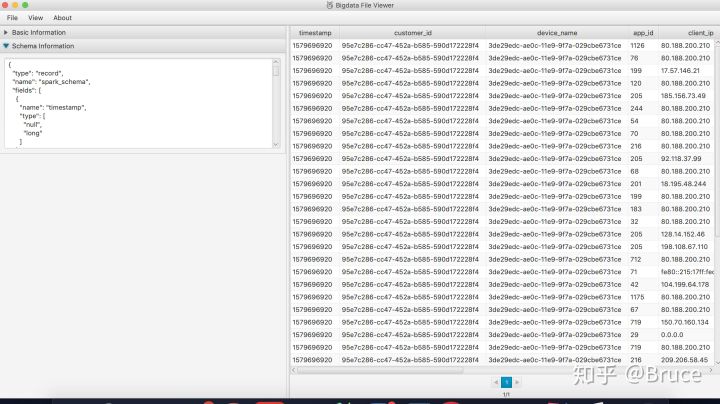 Bigdata File Viewer
File View About
Basic Information
Schema Information
{
"type": "record",
"name": "spark_schema",
"fields": [
{
"name": "timestamp",
"type": [
"null",
"long"
]
timestamp customer_id device_name app_id client_ip
1579696920 95e7c286-cc47-452a-b585-590d172228f4 3de29edc-ae0c-11e9-9f7a-029cbe6731ce 1126 80.188.200.210
1579696920 95e7c286-cc47-452a-b585-590d172228f4 3de29edc-ae0c-11e9-9f7a-029cbe6731ce 76 80.188.200.210
1579696920 95e7c286-cc47-452a-b585-590d172228f4 3de29edc-ae0c-11e9-9f7a-029cbe6731ce 199 17.57.146.21
1579696920 95e7c286-cc47-452a-b585-590d172228f4 3de29edc-ae0c-11e9-9f7a-029cbe6731ce 120 80.188.200.210
1579696920 95e7c286-cc47-452a-b585-590d172228f4 3de29edc-ae0c-11e9-9f7a-029cbe6731ce 205 185.156.73.49
1579696920 95e7c286-cc47-452a-b585-590d172228f4 3de29edc-ae0c-11e9-9f7a-029cbe6731ce 244 80.188.200.210
1579696920 95e7c286-cc47-452a-b585-590d172228f4 3de29edc-ae0c-11e9-9f7a-029cbe6731ce 54 80.188.200.210
1579696920 95e7c286-cc47-452a-b585-590d172228f4 3de29edc-ae0c-11e9-9f7a-029cbe6731ce 70 80.188.200.210
1579696920 95e7c286-cc47-452a-b585-590d172228f4 3de29edc-ae0c-11e9-9f7a-029cbe6731ce 216 80.188.200.210
1579696920 95e7c286-cc47-452a-b585-590d172228f4 3de29edc-ae0c-11e9-9f7a-029cbe6731ce 205 92.118.37.99
1579696920 95e7c286-cc47-452a-b585-590d172228f4 3de29edc-ae0c-11e9-9f7a-029cbe6731ce 68 80.188.200.210
1579696920 95e7c286-cc47-452a-b585-590d172228f4 3de29edc-ae0c-11e9-9f7a-029cbe6731ce 201 18.195.48.244
1579696920 95e7c286-cc47-452a-b585-590d172228f4 3de29edc-ae0c-11e9-9f7a-029cbe6731ce 199 80.188.200.210
1579696920 95e7c286-cc47-452a-b585-590d172228f4 3de29edc-ae0c-11e9-9f7a-029cbe6731ce 183 80.188.200.210
1579696920 95e7c286-cc47-452a-b585-590d172228f4 3de29edc-ae0c-11e9-9f7a-029cbe6731ce 32 80.188.200.210
1579696920 95e7c286-cc47-452a-b585-590d172228f4 3de29edc-ae0c-11e9-9f7a-029cbe6731ce 205 128.14.152.46
1579696920 95e7c286-cc47-452a-b585-590d172228f4 3de29edc-ae0c-11e9-9f7a-029cbe6731ce 205 198.108.67.110
1579696920 95e7c286-cc47-452a-b585-590d172228f4 3de29edc-ae0c-11e9-9f7a-029cbe6731ce 712 80.188.200.210
1579696920 95e7c286-cc47-452a-b585-590d172228f4 3de29edc-ae0c-11e9-9f7a-029cbe6731ce 71 fe80::215:17ff:fec
1579696920 95e7c286-cc47-452a-b585-590d172228f4 3de29edc-ae0c-11e9-9f7a-029cbe6731ce 42 104.199.64.178
1579696920 95e7c286-cc47-452a-b585-590d172228f4 3de29edc-ae0c-11e9-9f7a-029cbe6731ce 1175 80.188.200.210
1579696920 95e7c286-cc47-452a-b585-590d172228f4 3de29edc-ae0c-11e9-9f7a-029cbe6731ce 67 80.188.200.210
1579696920 95e7c286-cc47-452a-b585-590d172228f4 3de29edc-ae0c-11e9-9f7a-029cbe6731ce 719 150.70.160.134
1579696920 95e7c286-cc47-452a-b585-590d172228f4 3de29edc-ae0c-11e9-9f7a-029cbe6731ce 29 0.0.0.0
1579696920 95e7c286-cc47-452a-b585-590d172228f4 3de29edc-ae0c-11e9-9f7a-029cbe6731ce 719 80.188.200.210
1579696920 95e7c286-cc47-452a-b585-590d172228f4 3de29edc-ae0c-11e9-9f7a-029cbe6731ce 216 209.206.58.45
1
1/1
知乎 @Bruce